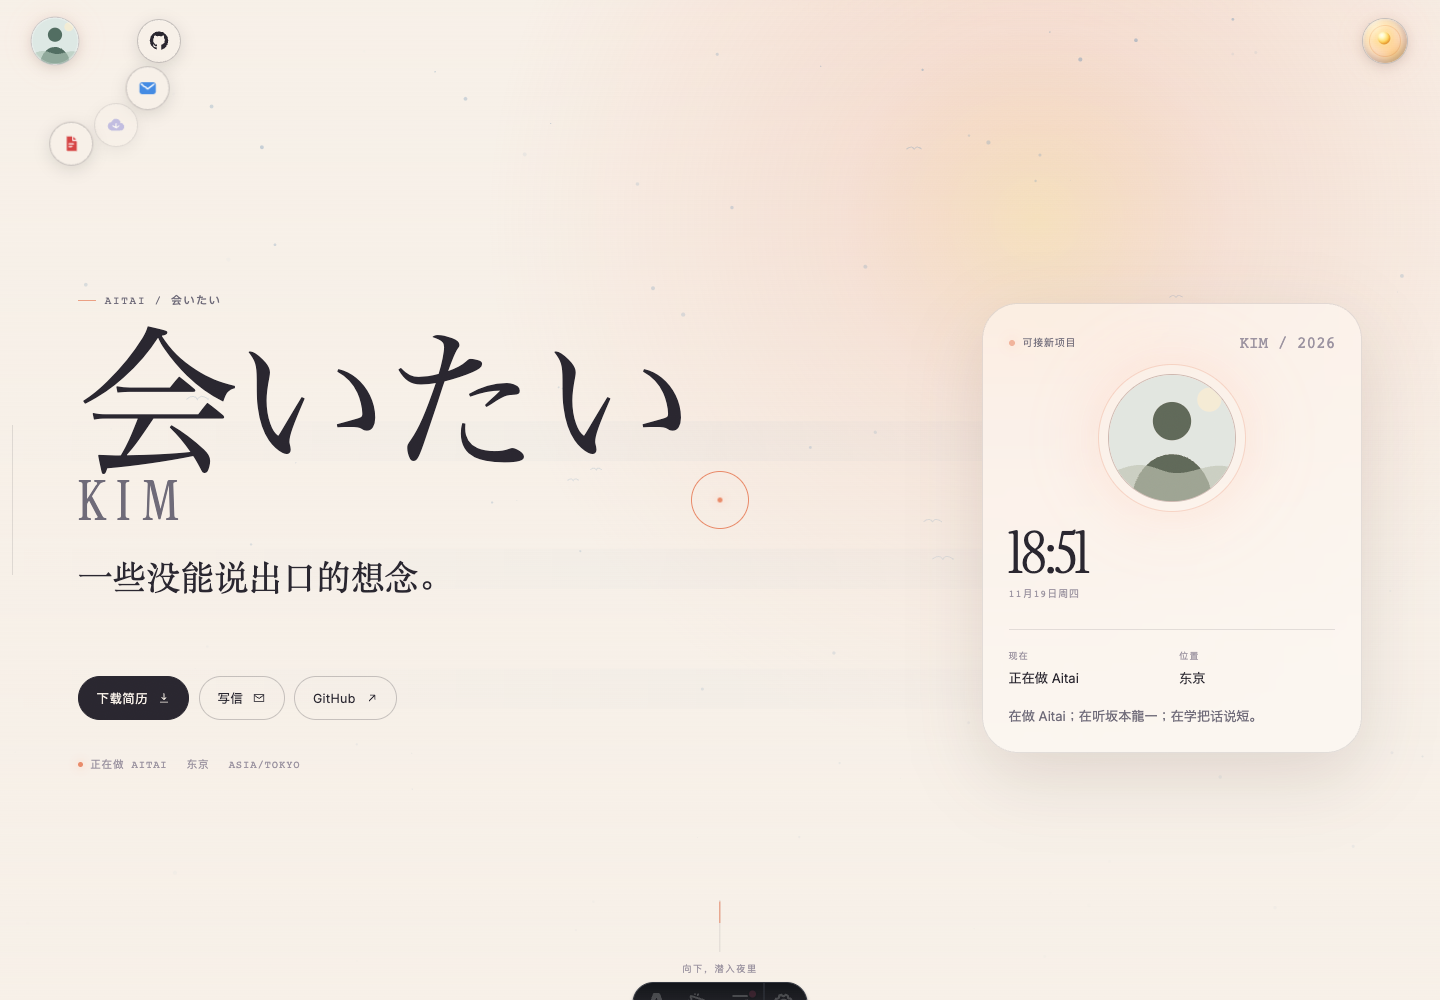 AITAI / 会いたい
会いたい
KIM
一些没能说出口的想念。
下载简历
写信
GitHub
正在做 AITAI 东京 ASIA/TOKYO
可接新项目
KIM / 2026
18:51
11月19日周四
现在
正在做 Aitai
位置
东京
在做 Aitai；在听坂本龍一；在学把话说短。
向下，潜入夜里